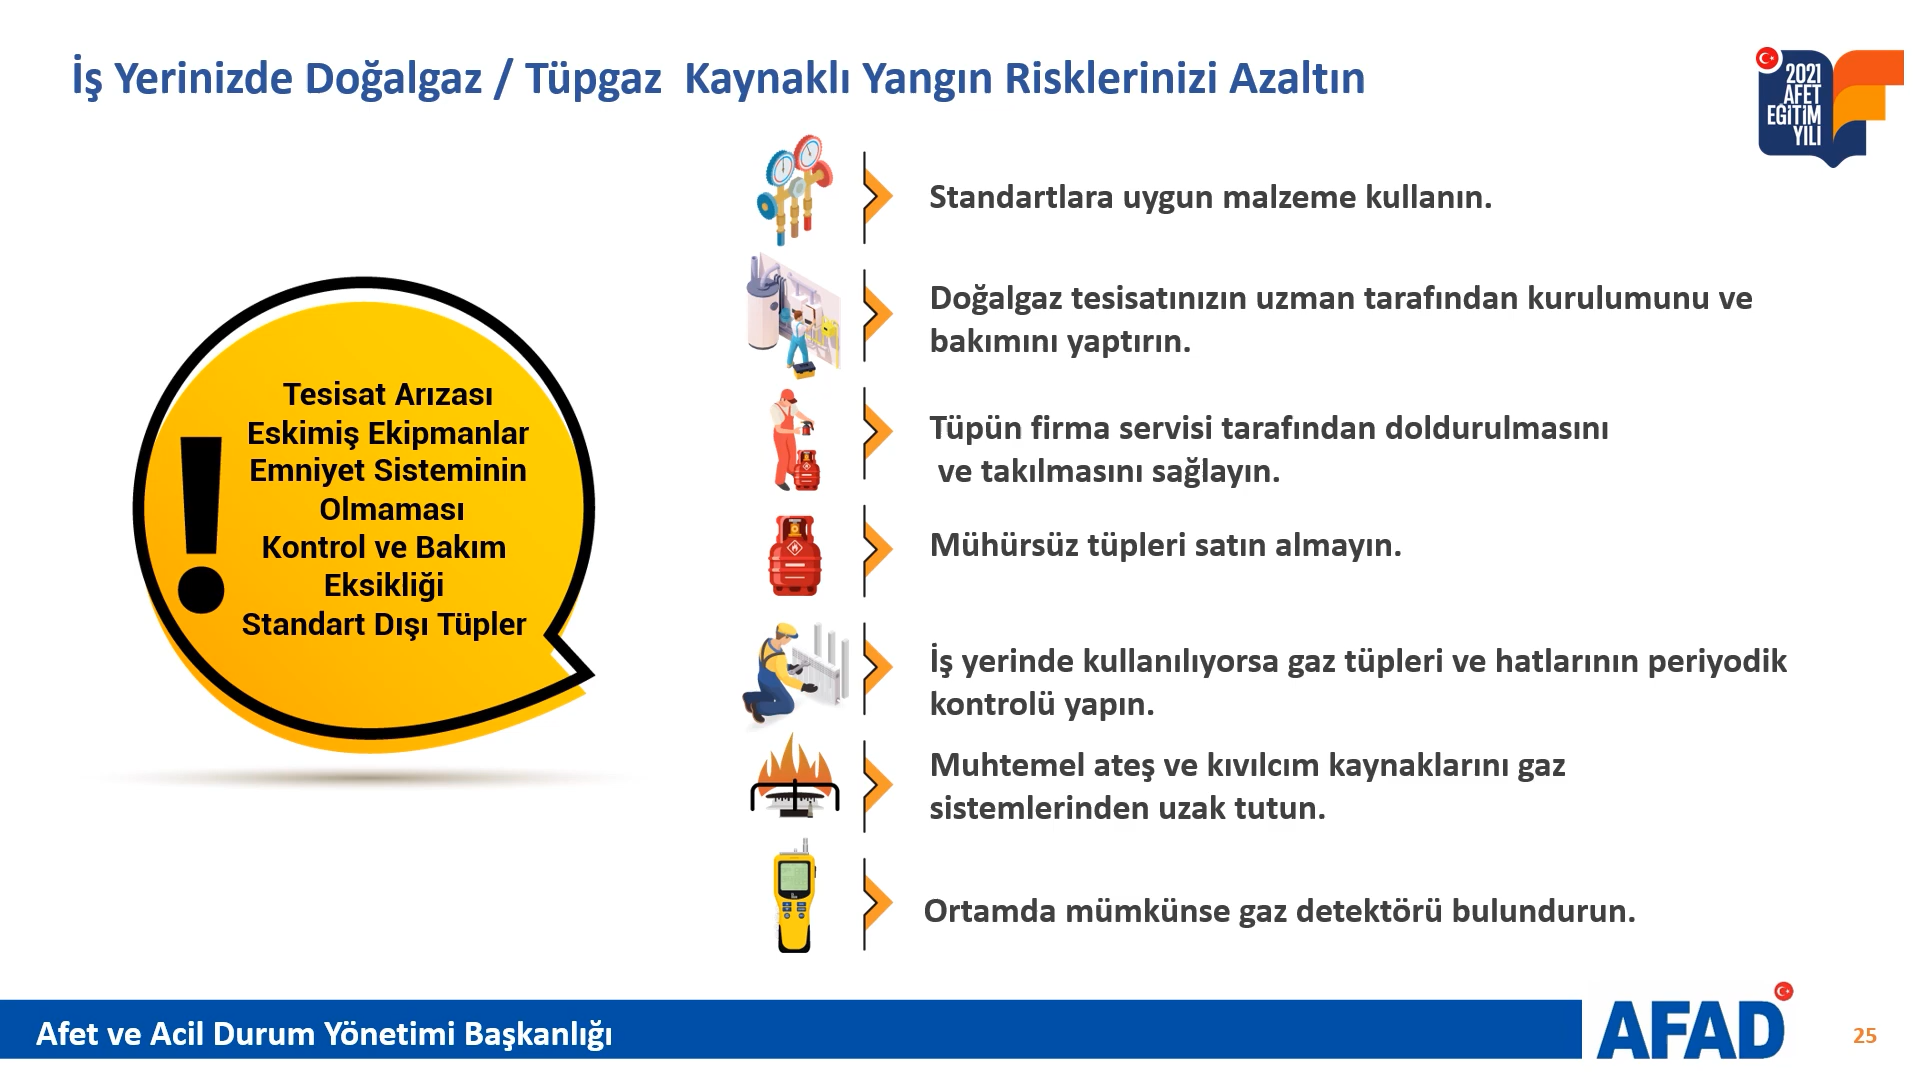 İş Yerinizde Doğalgaz / Tüpgaz  Kaynaklı Yangın Risklerinizi Azaltın
2021
AFET
EĞİTİM
YILI
Tesisat Arızası
Eskimiş Ekipmanlar
Emniyet Sisteminin
Olmaması
Kontrol ve Bakım
Eksikliği
Standart Dışı Tüpler
!
Standartlara uygun malzeme kullanın.
Doğalgaz tesisatınızın uzman tarafından kurulumunu ve
bakımını yaptırın.
Tüpün firma servisi tarafından doldurulmasını
ve takılmasını sağlayın.
Mühürsüz tüpleri satın almayın.
İş yerinde kullanılıyorsa gaz tüpleri ve hatlarının periyodik
kontrolü yapın.
Muhtemel ateş ve kıvılcım kaynaklarını gaz
sistemlerinden uzak tutun.
Ortamda mümkünse gaz detektörü bulundurun.
Afet ve Acil Durum Yönetimi Başkanlığı
AFAD
25